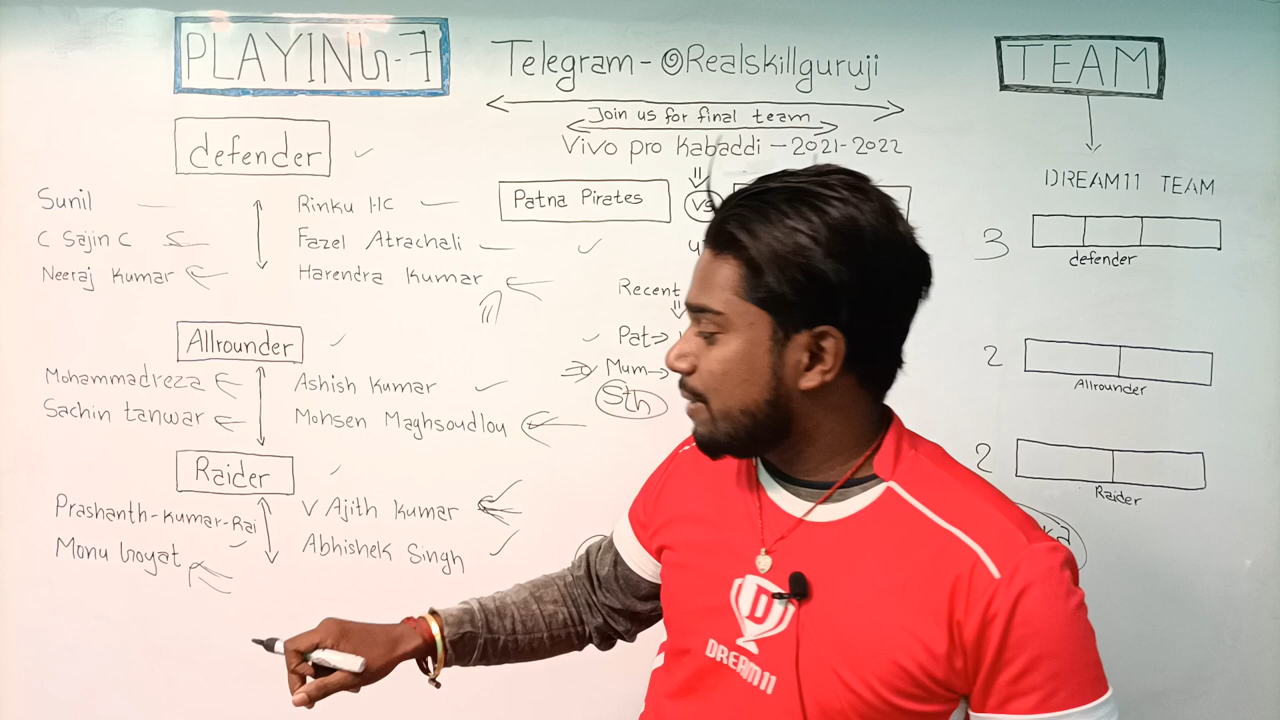 PLAYING-7
Telegram- @Realskillguruji
Join us for final team
Vivo pro Kabaddi - 2021-2022
Patna Pirates
VS
Recent
Pat
Mum
5th
defender
Sunil
Rinku HC
C Sajin C
Fazel Atrachali
Neeraj Kumar
Harendra Kumar
Allrounder
Mohammadreza
Ashish Kumar
Sachin tanwar
Mohsen Maghsoudlou
Raider
Prashanth-Kumar-Rai
V Ajith Kumar
Monu Goyat
Abhishek Singh
TEAM
DREAM11 TEAM
3
defender
2
Allrounder
2
Raider
D
DREAM11